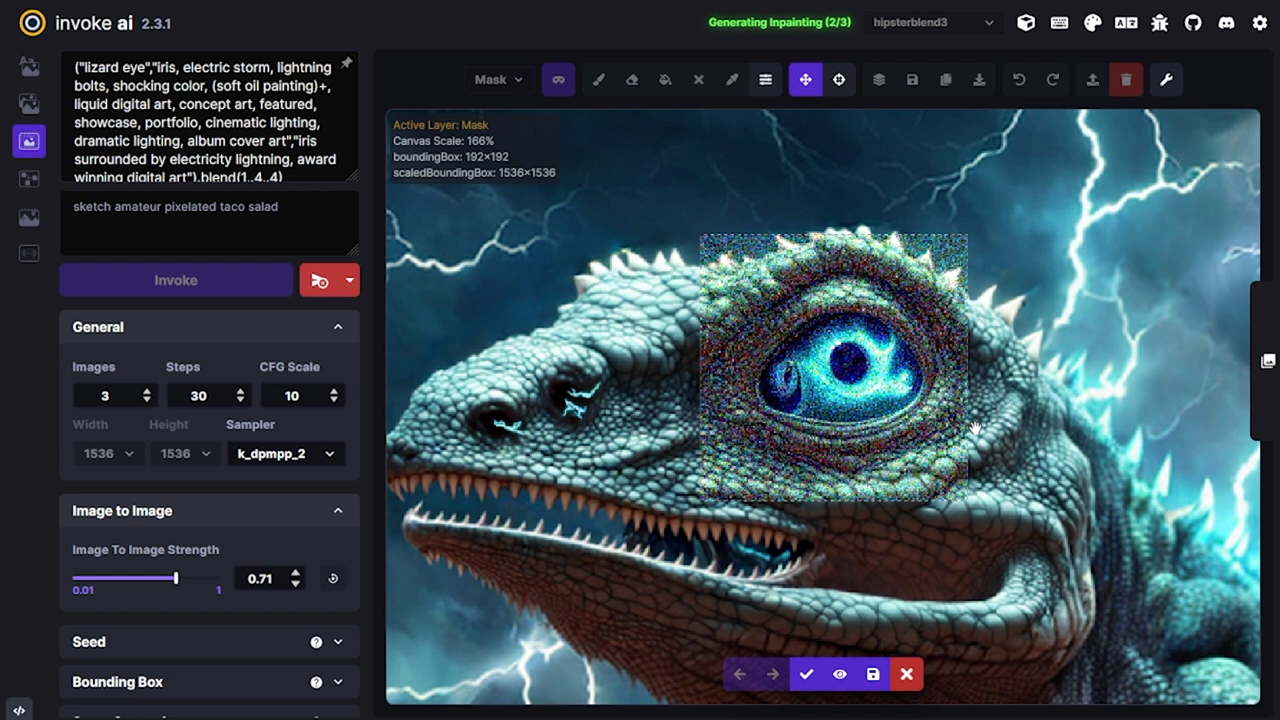 invoke ai 2.3.1
Generating Inpainting (2/3)
hipsterblend3
("lizard eye","iris, electric storm, lightning
bolts, shocking color, (soft oil painting)+,
liquid digital art, concept art, featured,
showcase, portfolio, cinematic lighting,
dramatic lighting, album cover art","iris
surrounded by electricity lightning, award
winning digital art").blend(1,.4,.4)
sketch amateur pixelated taco salad
Invoke
General
Images
Steps
CFG Scale
3
30
10
Width
Height
Sampler
1536
1536
k_dpmpp_2
Image to Image
Image To Image Strength
0.71
0.01
1
Seed
Bounding Box
Mask
Active Layer: Mask
Canvas Scale: 166%
boundingBox: 192×192
scaledBoundingBox: 1536×1536